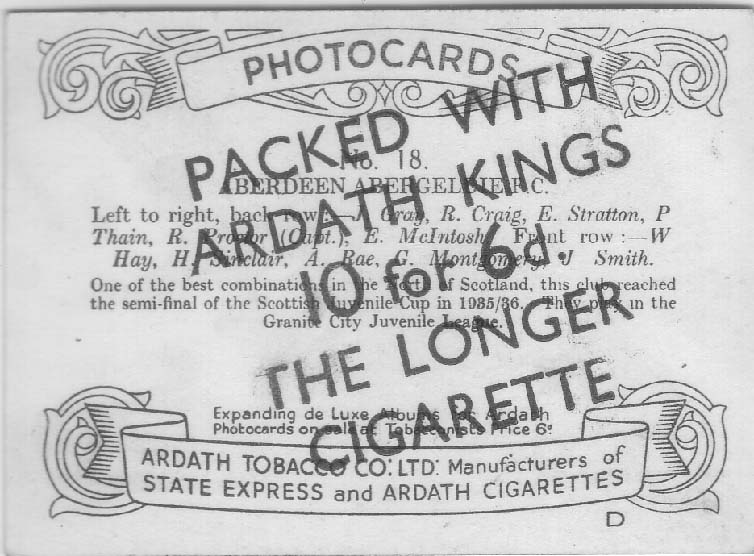 PHOTOCARDS
No. 18.
ABERDEEN ABERGELDIE F.C.
Left to right, back row :—J. Gray, R. Craig, E. Stratton, P
Thain, R. Proctor (Capt.), E. McIntosh. Front row :—W
Hay, H. Sinclair, A. Rae, G. Montgomery, J Smith.
One of the best combinations in the North of Scotland, this club reached
the semi-final of the Scottish Juvenile Cup in 1935/36. They play in the
Granite City Juvenile League.
PACKED WITH
ARDATH KINGS
10 for 6d.
THE LONGER
CIGARETTE
Expanding de Luxe Albums for Ardath
Photocards on sale at Tobacconists Price 6d
ARDATH TOBACCO CO: LTD: Manufacturers of
STATE EXPRESS and ARDATH CIGARETTES
D